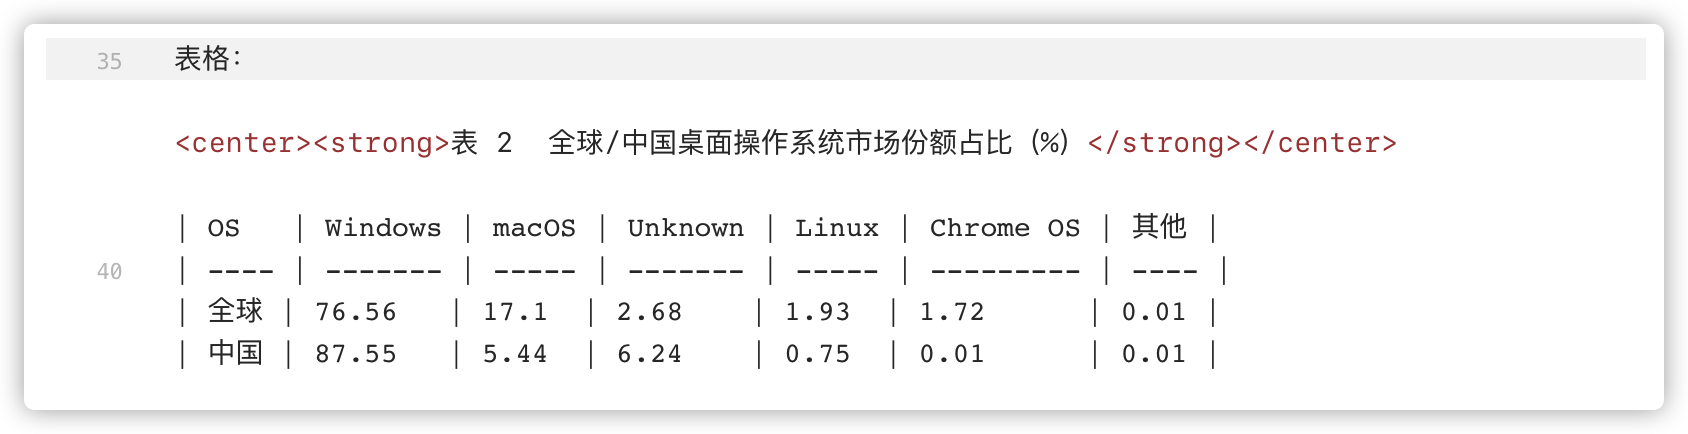 35 表格：
<center><strong>表 2  全球/中国桌面操作系统市场份额占比（%）</strong></center>
| OS   | Windows | macOS | Unknown | Linux | Chrome OS | 其他 |
40 | ---- | ------- | ----- | ------- | ----- | --------- | ---- |
| 全球 | 76.56   | 17.1  | 2.68    | 1.93  | 1.72      | 0.01 |
| 中国 | 87.55   | 5.44  | 6.24    | 0.75  | 0.01      | 0.01 |